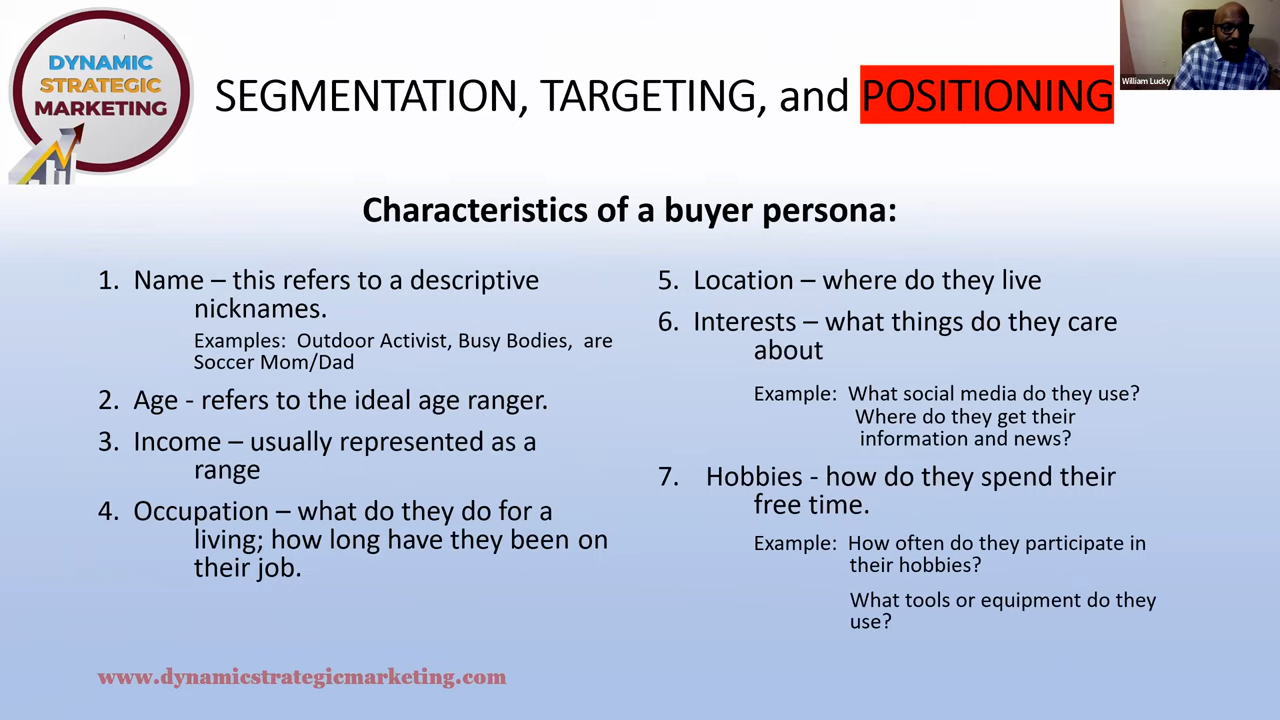 DYNAMIC
STRATEGIC
MARKETING
SEGMENTATION, TARGETING, and POSITIONING
William Lucky
Characteristics of a buyer persona:
1. Name – this refers to a descriptive
nicknames.
Examples: Outdoor Activist, Busy Bodies, are
Soccer Mom/Dad
2. Age - refers to the ideal age ranger.
3. Income – usually represented as a
range
4. Occupation – what do they do for a
living; how long have they been on
their job.
5. Location – where do they live
6. Interests – what things do they care
about
Example: What social media do they use?
Where do they get their
information and news?
7. Hobbies - how do they spend their
free time.
Example: How often do they participate in
their hobbies?
What tools or equipment do they
use?
www.dynamicstrategicmarketing.com